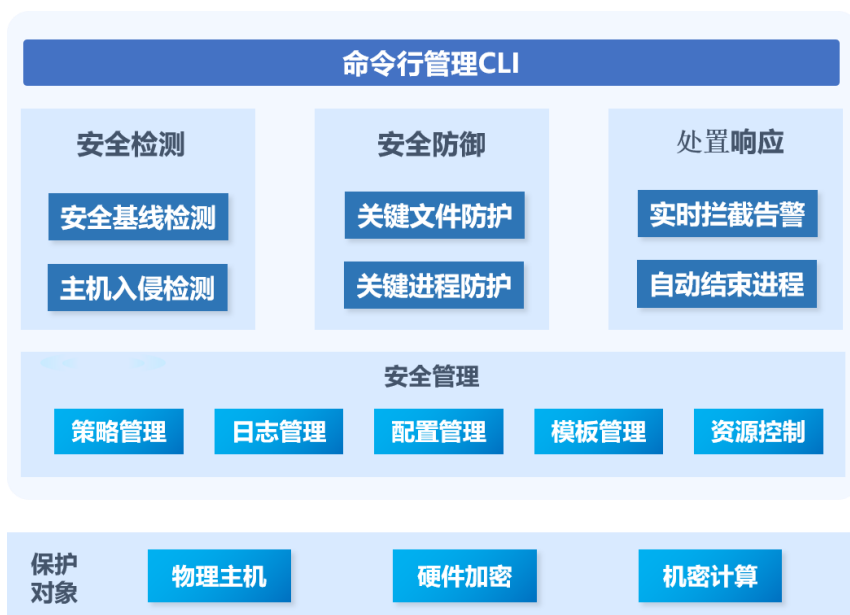 命令行管理CLI
安全检测
安全防御
处置响应
安全基线检测
关键文件防护
实时拦截告警
主机入侵检测
关键进程防护
自动结束进程
安全管理
策略管理
日志管理
配置管理
模板管理
资源控制
保护
对象
物理主机
硬件加密
机密计算